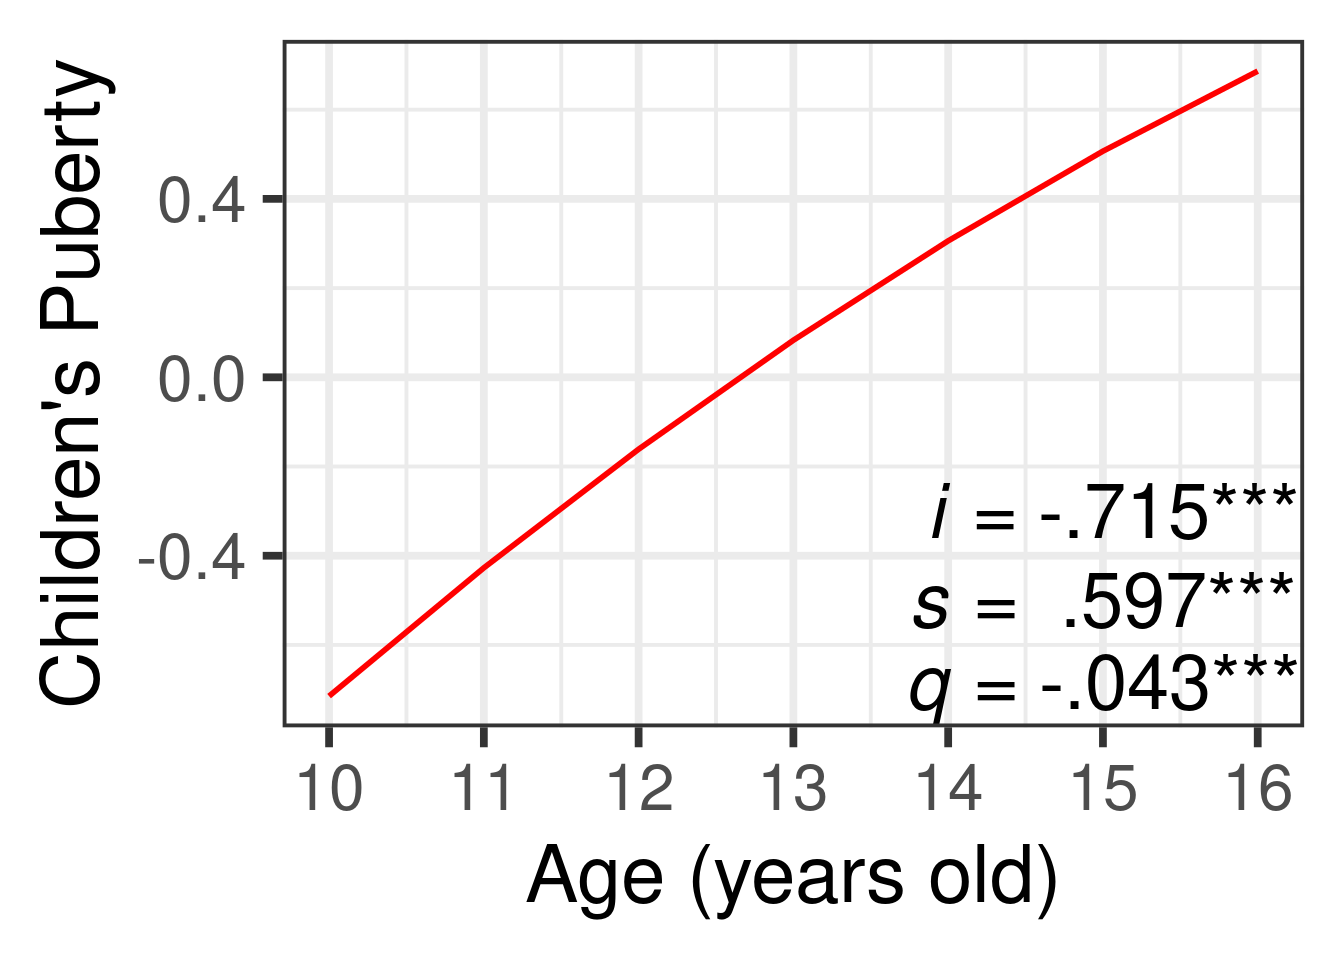 Children's Puberty
0.4
0.0
-0.4
i = -.715***
s = .597***
q = -.043***
10 11 12 13 14 15 16
Age (years old)